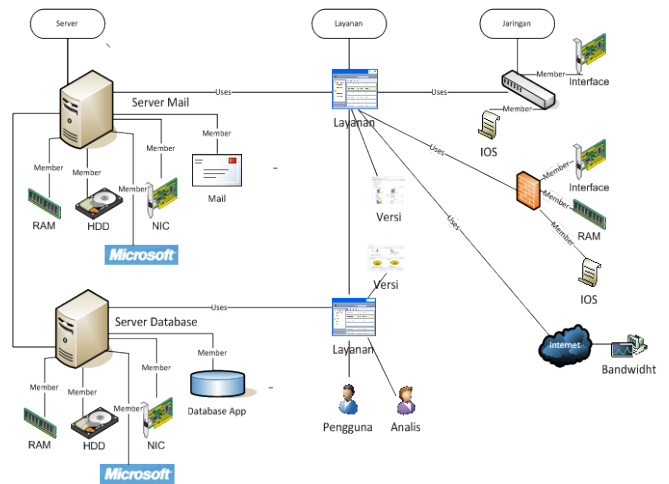 Server
Layanan
Jaringan
Member
Interface
Uses
Uses
Server Mail
Member
Layanan
Member
IOS
Member
Uses
Member
Interface
Member
Member
Member
Member
RAM
HDD
NIC
Mail
Versi
Member
RAM
Member
Microsoft
Uses
IOS
Versi
Server Database
Uses
Internet
Layanan
Bandwidht
Member
Member
Member
Member
Member
Database App
RAM
HDD
NIC
Pengguna
Analis
Microsoft